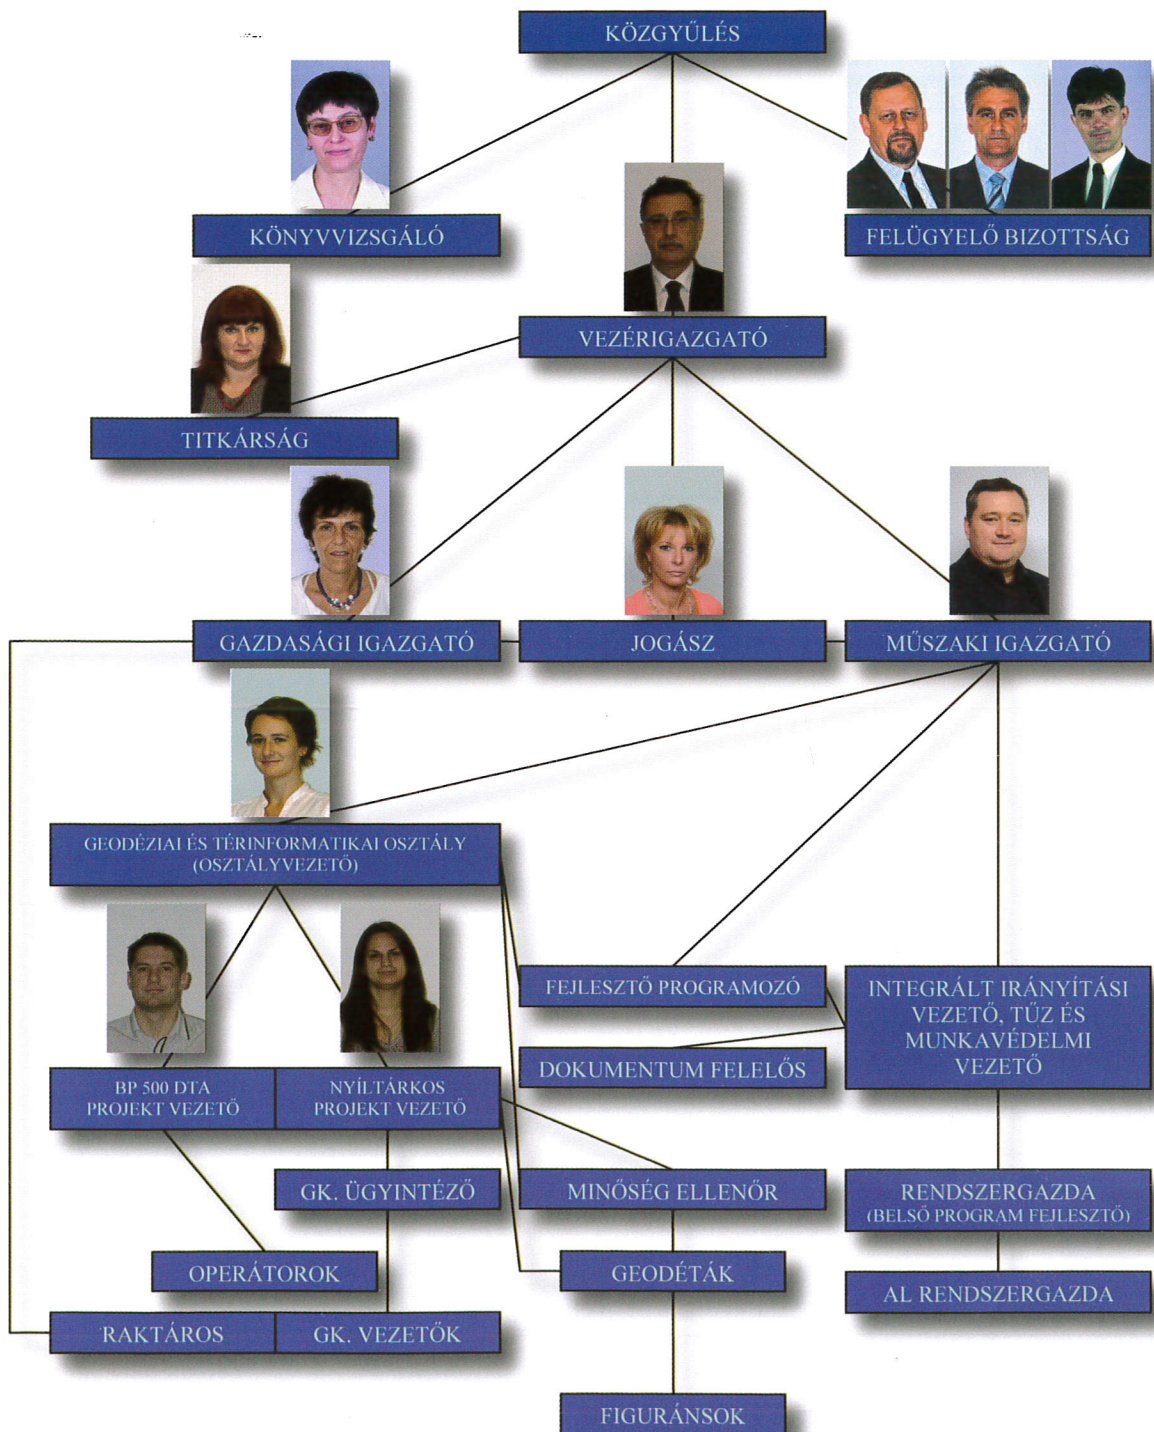 KÖZGYŰLÉS
KÖNYVVIZSGÁLÓ
FELÜGYELŐ BIZOTTSÁG
VEZÉRIGAZGATÓ
TITKÁRSÁG
GAZDASÁGI IGAZGATÓ
JOGÁSZ
MŰSZAKI IGAZGATÓ
GEODÉZIAI ÉS TÉRINFORMATIKAI OSZTÁLY
(OSZTÁLYVEZETŐ)
FEJLESZTŐ PROGRAMOZÓ
INTEGRÁLT IRÁNYÍTÁSI
VEZETŐ, TŰZ ÉS
MUNKAVÉDELMI
VEZETŐ
DOKUMENTUM FELELŐS
BP 500 DTA
PROJEKT VEZETŐ
NYÍLTÁRKOS
PROJEKT VEZETŐ
GK. ÜGYINTÉZŐ
MINŐSÉG ELLENŐR
RENDSZERGAZDA
(BELSŐ PROGRAM FEJLESZTŐ)
OPERÁTOROK
GEODÉTÁK
AL RENDSZERGAZDA
RAKTÁROS
GK. VEZETŐK
FIGURÁNSOK